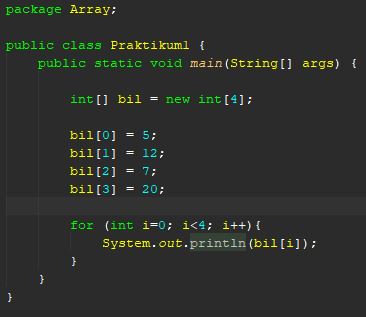 package Array;
public class Praktikum1 {
public static void main(String[] args) {
int[] bil = new int[4];
bil[0] = 5;
bil[1] = 12;
bil[2] = 7;
bil[3] = 20;
for (int i=0; i<4; i++){
System.out.println(bil[i]);
}
}
}